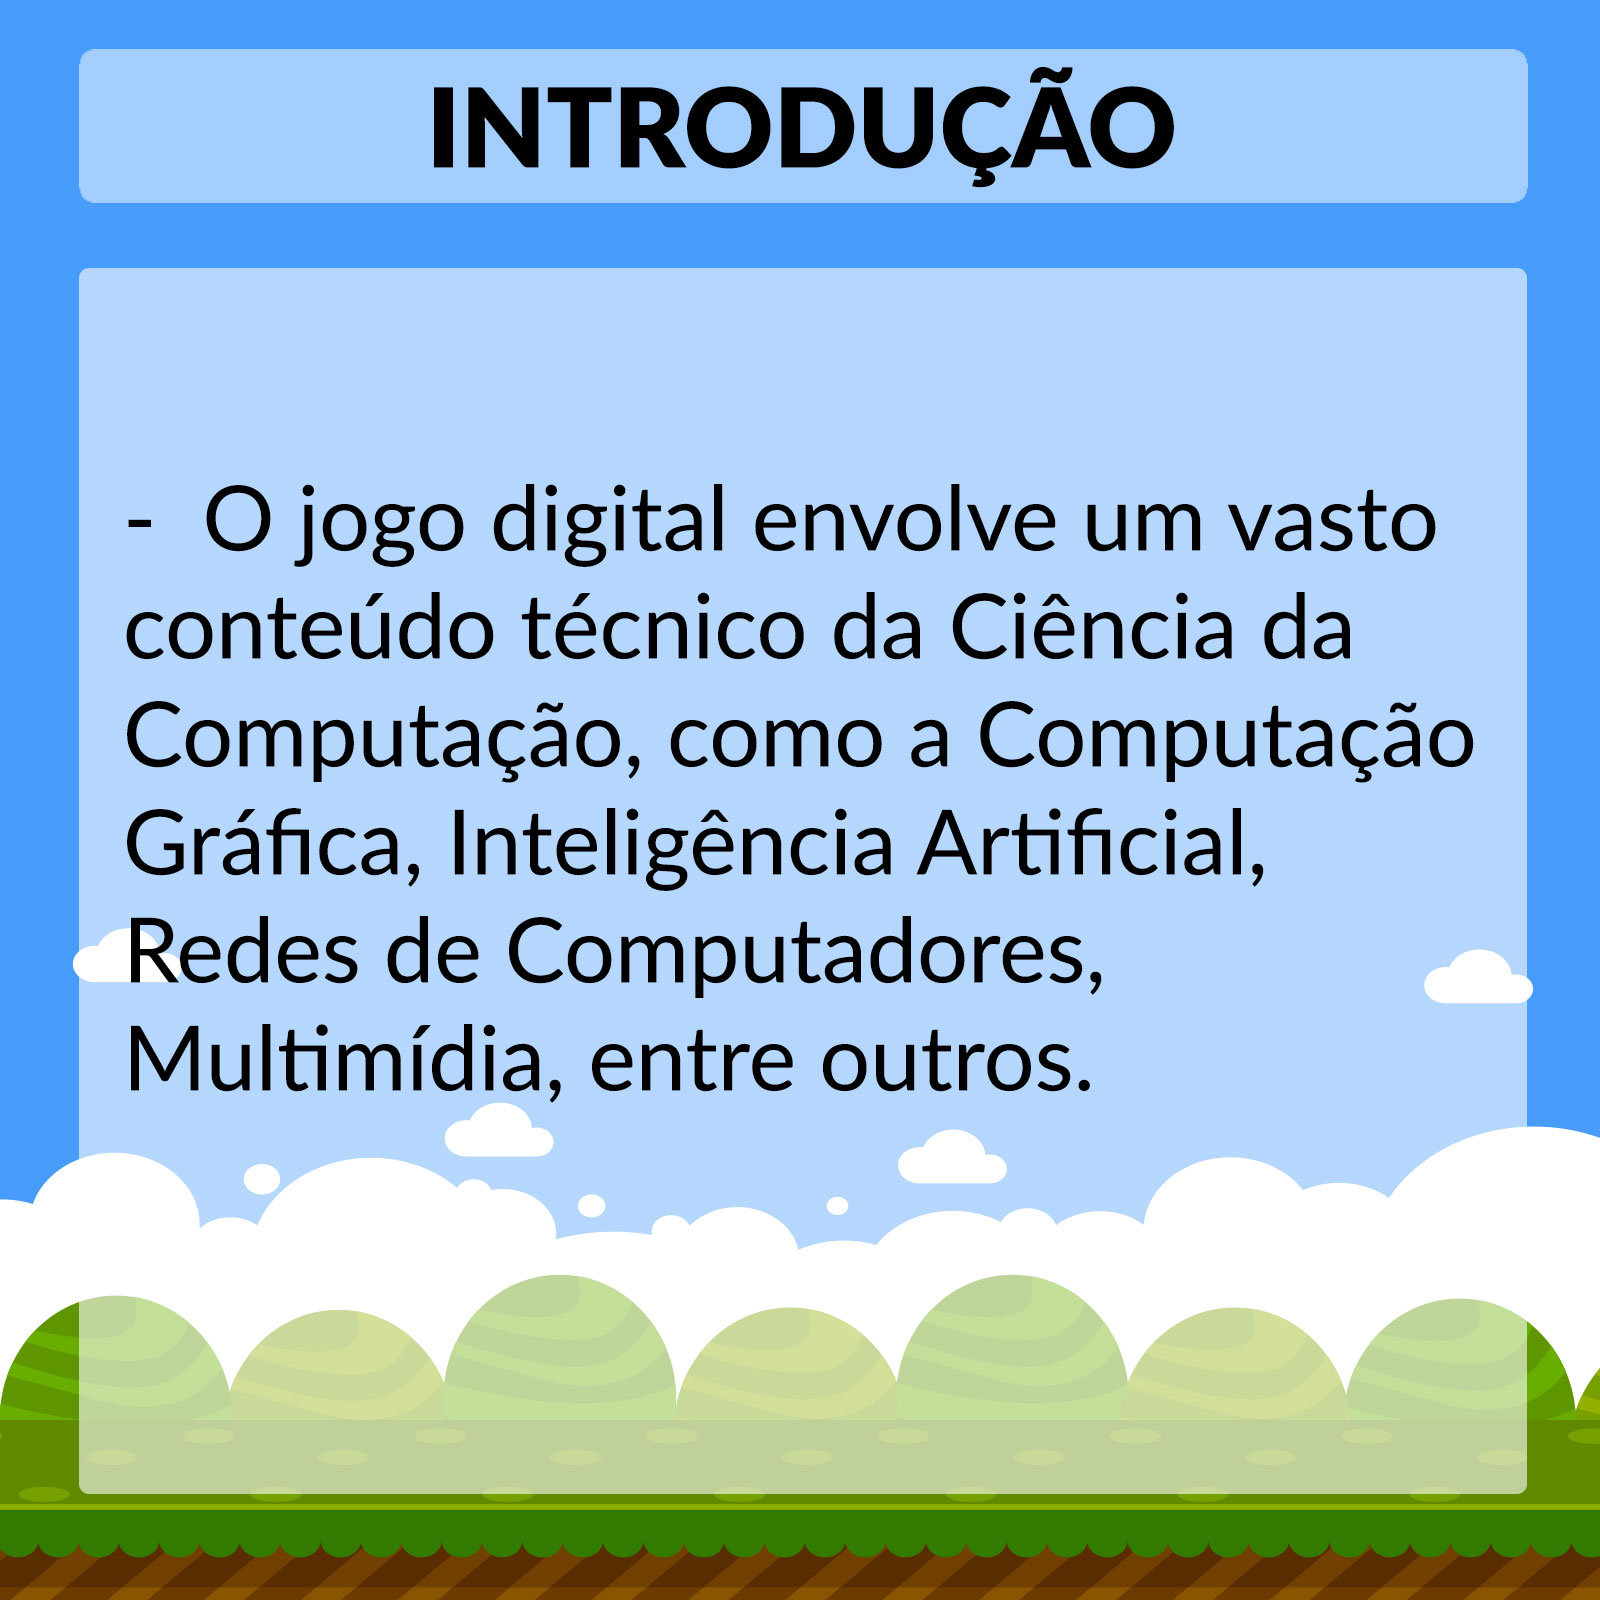 INTRODUÇÃO
- O jogo digital envolve um vasto
conteúdo técnico da Ciência da
Computação, como a Computação
Gráfica, Inteligência Artificial,
Redes de Computadores,
Multimídia, entre outros.